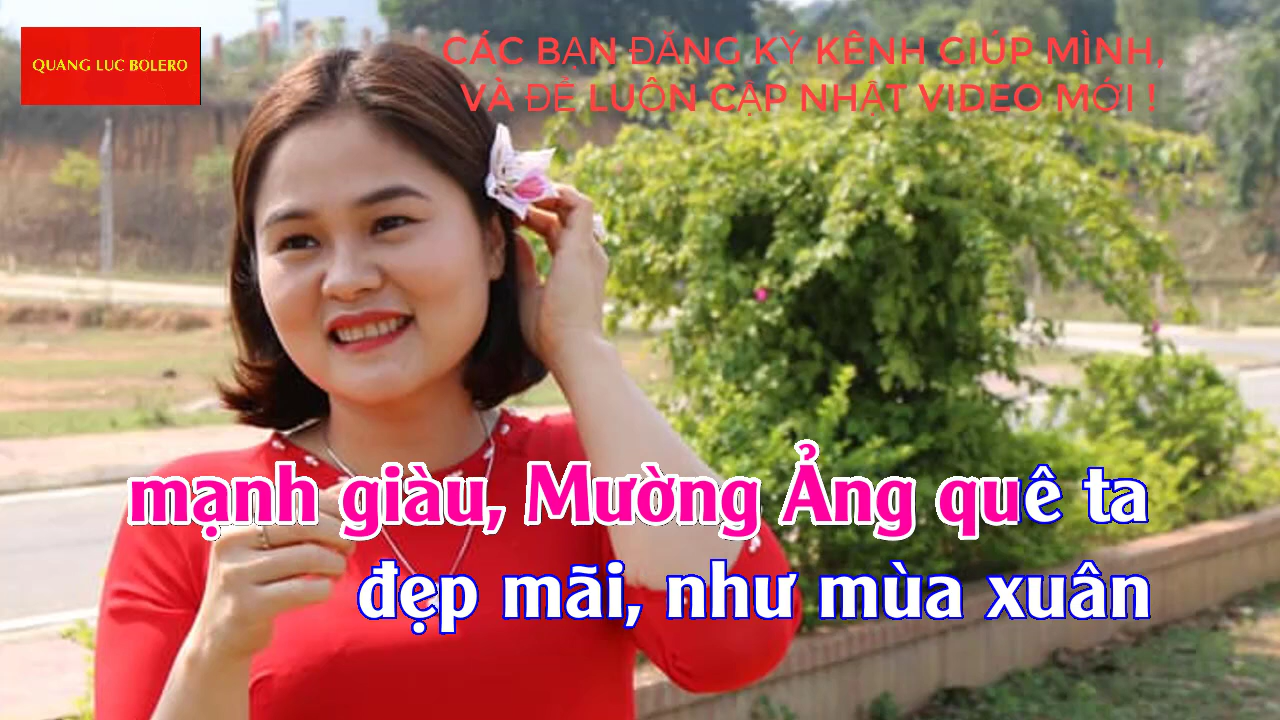 QUANG LUC BOLERO
CÁC BẠN ĐĂNG KÝ KÊNH GIÚP MÌNH,
VÀ ĐỂ LUÔN CẬP NHẬT VIDEO MỚI !
mạnh giàu, Mường Ảng quê ta
đẹp mãi, như mùa xuân